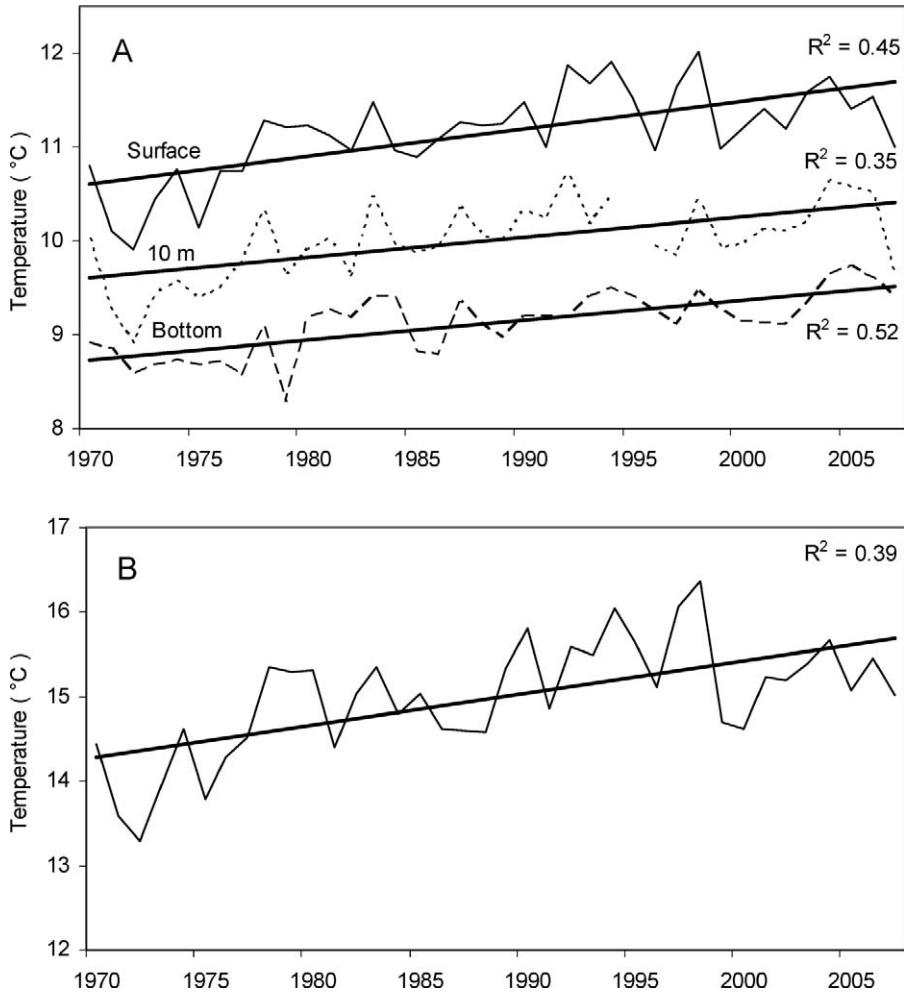 A
R² = 0.45
12
11
10
9
8
Temperature ( °C )
Surface
R² = 0.35
10 m
Bottom
R² = 0.52
1970 1975 1980 1985 1990 1995 2000 2005
B
R² = 0.39
17
16
15
14
13
12
Temperature ( °C )
1970 1975 1980 1985 1990 1995 2000 2005